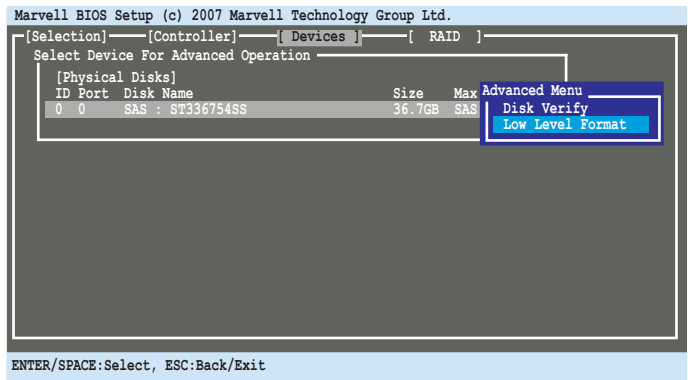 Marvell BIOS Setup (c) 2007 Marvell Technology Group Ltd.
[Selection] [Controller] [ Devices ] [ RAID ]
Select Device For Advanced Operation
[Physical Disks]
ID Port Disk Name Size Max
0 0 SAS : ST336754SS 36.7GB SAS
Advanced Menu
Disk Verify
Low Level Format
ENTER/SPACE:Select, ESC:Back/Exit